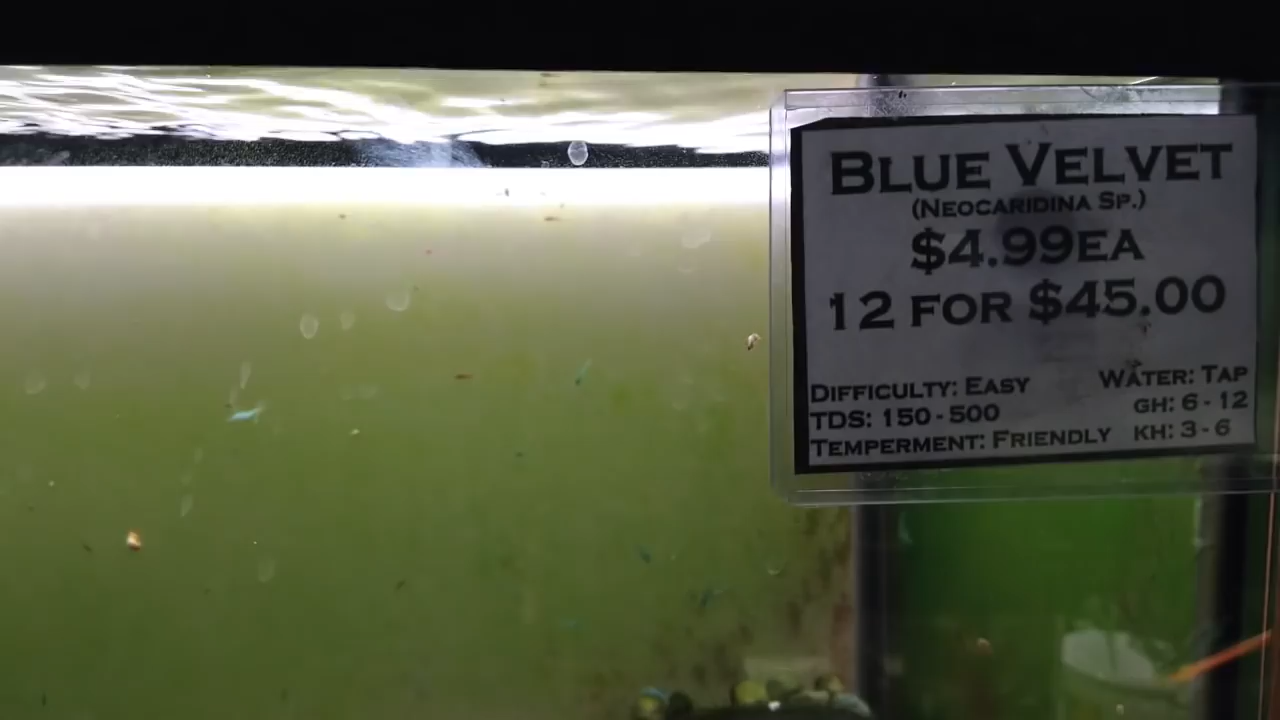 BLUE VELVET
(NEOCARIDINA SP.)
$4.99EA
12 FOR $45.00
DIFFICULTY: EASY WATER: TAP
TDS: 150-500 GH: 6-12
TEMPERMENT: FRIENDLY KH: 3-6